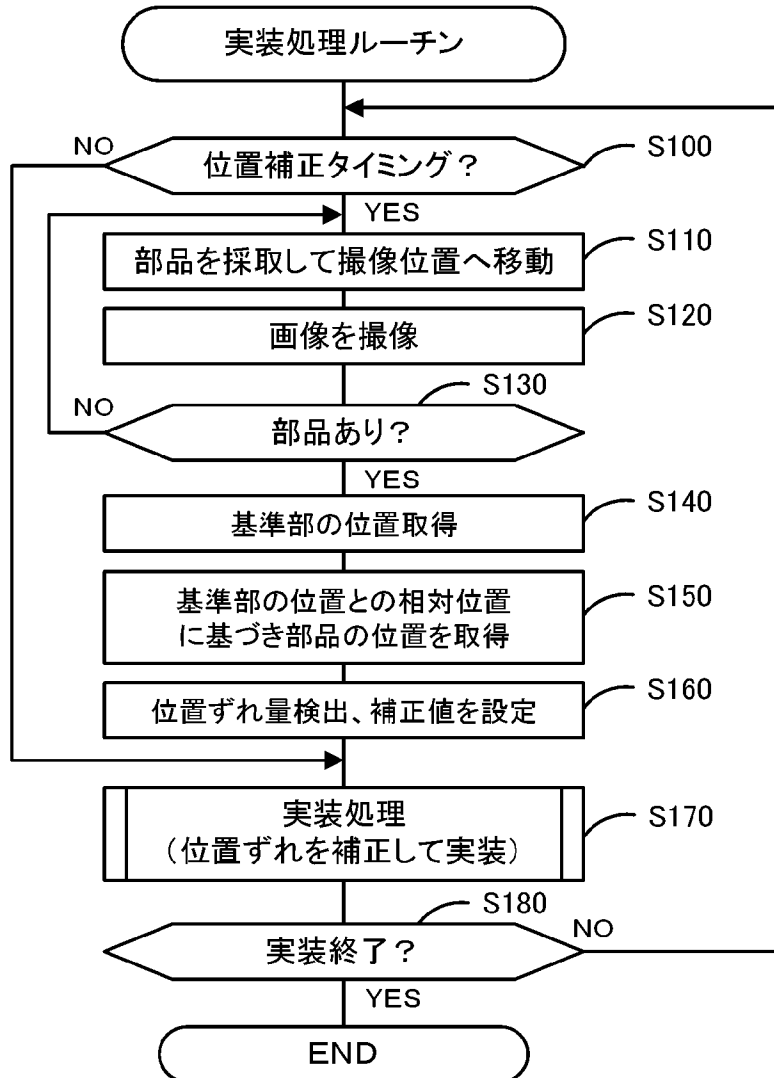 実装処理ルーチン
NO
位置補正タイミング？
S100
YES
部品を採取して撮像位置へ移動
S110
画像を撮像
S120
S130
NO
部品あり？
YES
基準部の位置取得
S140
基準部の位置との相対位置
に基づき部品の位置を取得
S150
位置ずれ量検出、補正値を設定
S160
実装処理
（位置ずれを補正して実装）
S170
S180
実装終了？
NO
YES
END